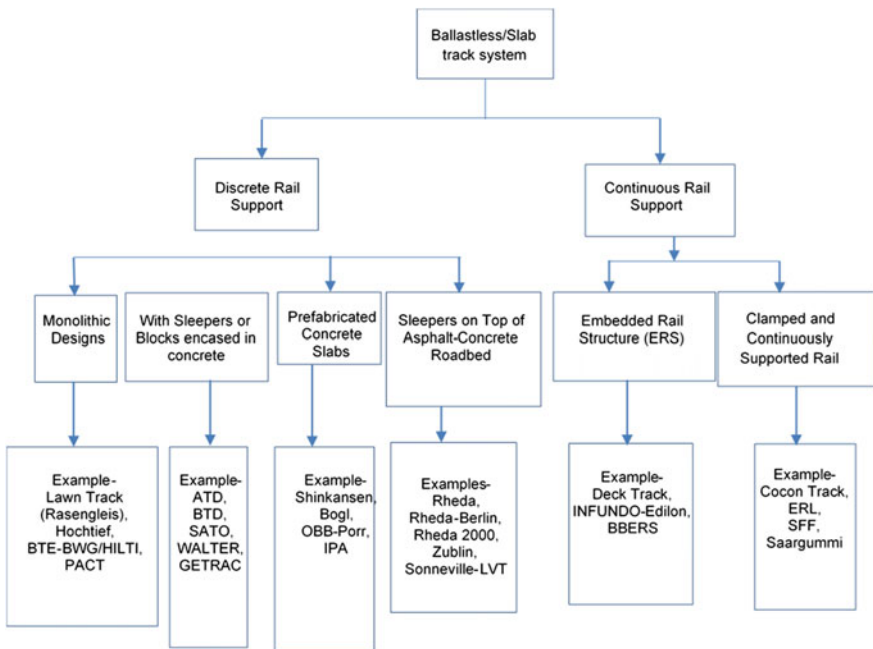 Ballastless/Slab
track system
Discrete Rail
Support
Continuous Rail
Support
Monolithic
Designs
With Sleepers or
Blocks encased in
concrete
Prefabricated
Concrete
Slabs
Sleepers on Top of
Asphalt-Concrete
Roadbed
Embedded Rail
Structure (ERS)
Clamped and
Continuously
Supported Rail
Example-
Lawn Track
(Rasengleis),
Hochtief,
BTE-BWG/HILTI,
PACT
Example-
ATD,
BTD,
SATO,
WALTER,
GETRAC
Example-
Shinkansen,
Bogl,
OBB-Porr,
IPA
Examples-
Rheda,
Rheda-Berlin,
Rheda 2000,
Zublin,
Sonneville-LVT
Example-
Deck Track,
INFUNDO-Edilon,
BBERS
Example-
Cocon Track,
ERL,
SFF,
Saargummi